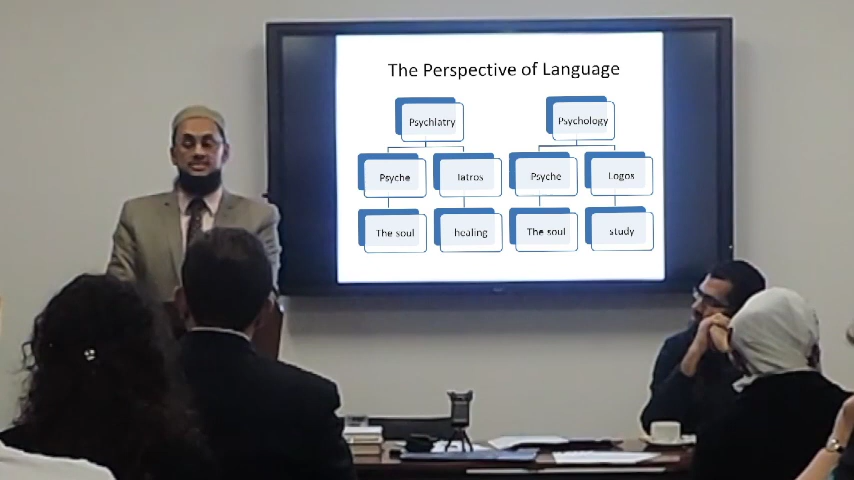 The Perspective of Language
Psychiatry Psychology
Psyche Iatros Psyche Logos
The soul healing The soul study